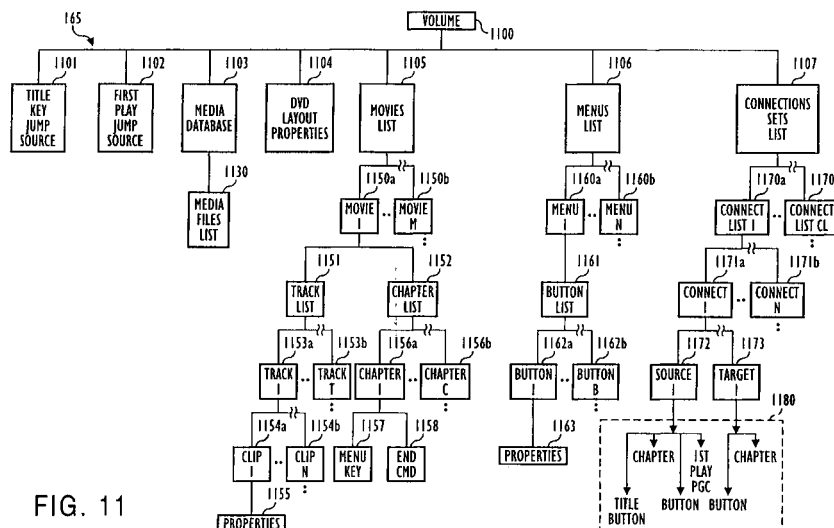 VOLUME
1100
165
1101
1102
1103
1104
1105
1106
1107
TITLE
KEY
JUMP
SOURCE
FIRST
PLAY
JUMP
SOURCE
MEDIA
DATABASE
DVD
LAYOUT
PROPERTIES
MOVIES
LIST
MENUS
LIST
CONNECTIONS
SETS
LIST
1130
MEDIA
FILES
LIST
1150a
1150b
MOVIE
1
..
MOVIE
M
1160a
1160b
MENU
1
..
MENU
N
1170a
1170
CONNECT
LIST 1
..
CONNECT
LIST CL
1151
TRACK
LIST
1152
CHAPTER
LIST
1161
BUTTON
LIST
1171a
1171b
CONNECT
1
..
CONNECT
N
1153a
1153b
TRACK
1
..
TRACK
T
1156a
1156b
CHAPTER
1
..
CHAPTER
C
1162a
1162b
BUTTON
1
..
BUTTON
B
1172
SOURCE
1
1173
TARGET
1
1180
1154a
1154b
CLIP
1
..
CLIP
N
1157
MENU
KEY
1158
END
CMD
1163
PROPERTIES
1155
PROPERTIES
CHAPTER
1ST
PLAY
PGC
CHAPTER
TITLE
BUTTON
BUTTON
BUTTON
FIG. 11